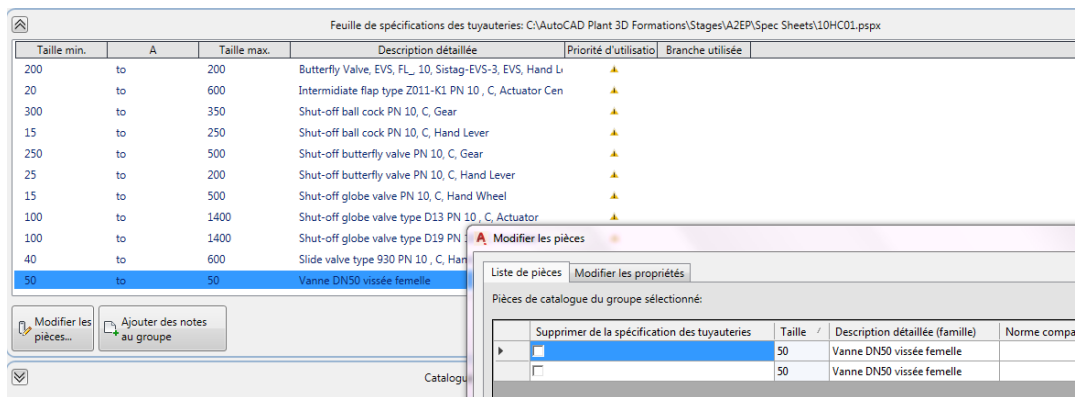 Feuille de spécifications des tuyauteries: C:\AutoCAD Plant 3D Formations\Stages\A2EP\Spec Sheets\10HC01.pspx
Taille min. A Taille max. Description détaillée Priorité d'utilisatio Branche utilisée
200 to 200 Butterfly Valve, EVS, FL_, 10, Sistag-EVS-3, EVS, Hand L
20 to 600 Intermidiate flap type Z011-K1 PN 10 , C, Actuator Cen
300 to 350 Shut-off ball cock PN 10, C, Gear
15 to 250 Shut-off ball cock PN 10, C, Hand Lever
250 to 500 Shut-off butterfly valve PN 10, C, Gear
25 to 200 Shut-off butterfly valve PN 10, C, Hand Lever
15 to 500 Shut-off globe valve PN 10, C, Hand Wheel
100 to 1400 Shut-off globe valve type D13 PN 10 , C, Actuator
100 to 1400 Shut-off globe valve type D19 PN
40 to 600 Slide valve type 930 PN 10 , C, Han
50 to 50 Vanne DN50 vissée femelle
Modifier les pièces...
Ajouter des notes au groupe
Catalogu
Modifier les pièces
Liste de pièces Modifier les propriétés
Pièces de catalogue du groupe sélectionné:
Supprimer de la spécification des tuyauteries Taille Description détaillée (famille) Norme compa
50 Vanne DN50 vissée femelle
50 Vanne DN50 vissée femelle